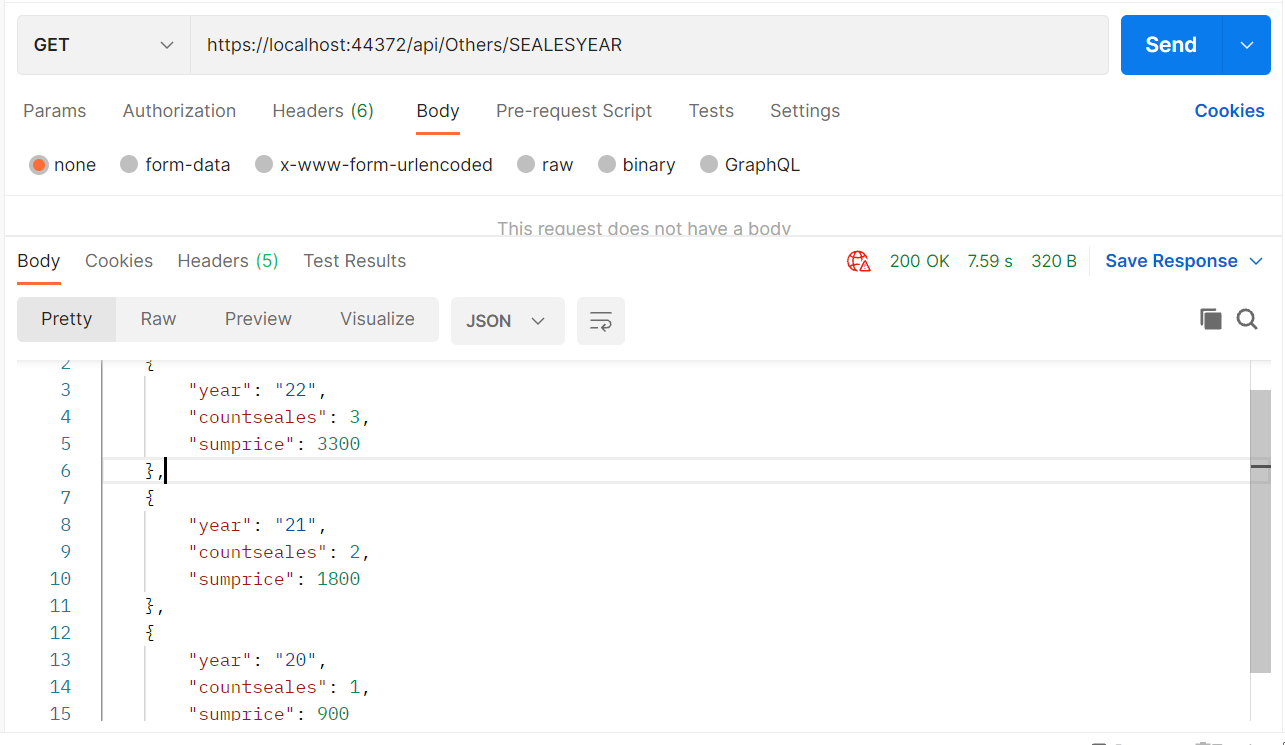 GET https://localhost:44372/api/Others/SEALESYEAR Send
Params Authorization Headers (6) Body Pre-request Script Tests Settings Cookies
none form-data x-www-form-urlencoded raw binary GraphQL
This request does not have a body
Body Cookies Headers (5) Test Results 200 OK 7.59 s 320 B Save Response
Pretty Raw Preview Visualize JSON
2 {
3 "year": "22",
4 "countseales": 3,
5 "sumprice": 3300
6 },
7 {
8 "year": "21",
9 "countseales": 2,
10 "sumprice": 1800
11 },
12 {
13 "year": "20",
14 "countseales": 1,
15 "sumprice": 900